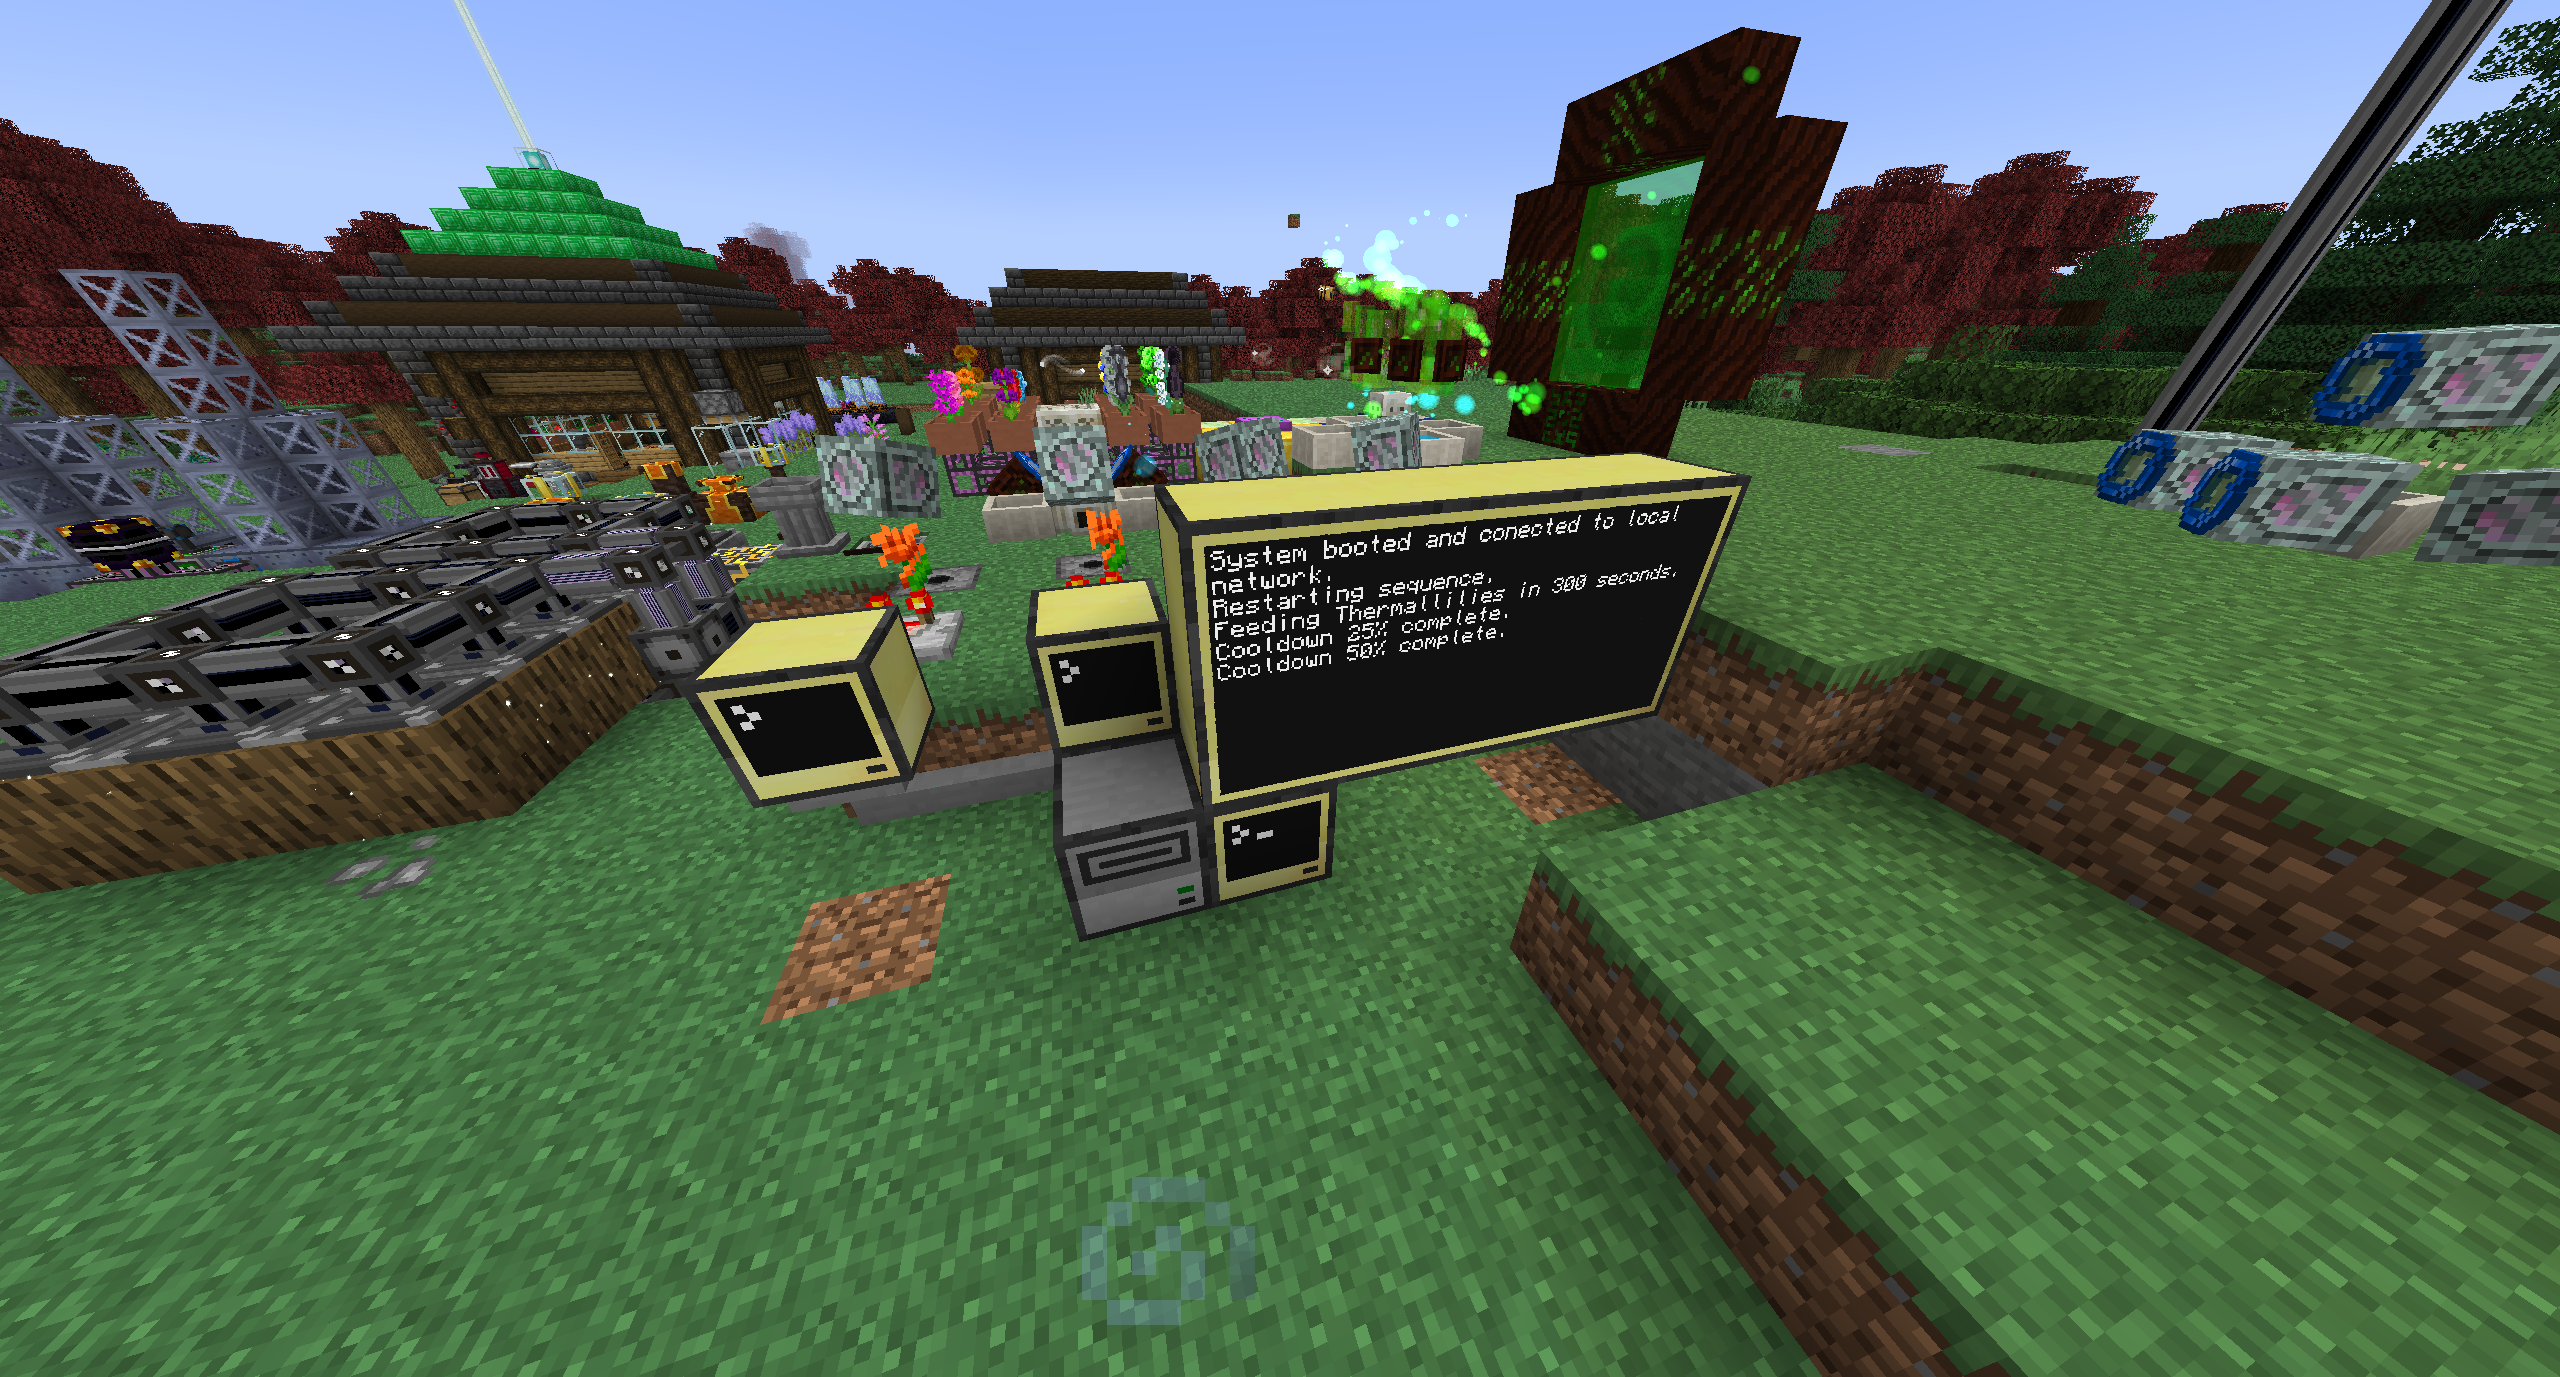 System booted and conected to local
network.
Restarting sequence.
Feeding Thermallilies in 300 seconds.
Cooldown 25% complete.
Cooldown 50% complete.
>
>
>_